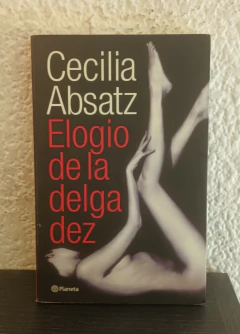 Cecilia
Absatz
Elogio
de la
delga
dez
Planeta